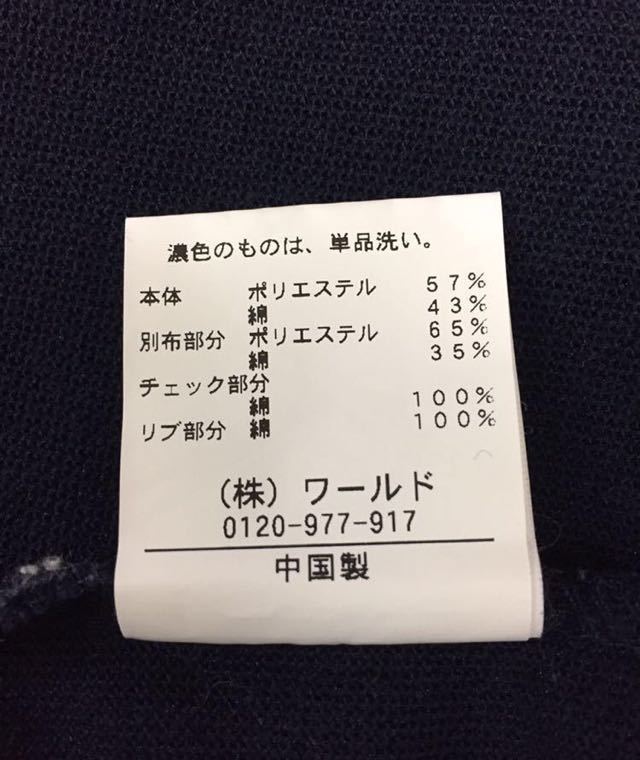 濃色のものは、単品洗い。
本体 ポリエステル 57%
綿 43%
別布部分 ポリエステル 65%
綿 35%
チェック部分
綿 100%
リブ部分 綿 100%
(株)ワールド
0120-977-917
中国製